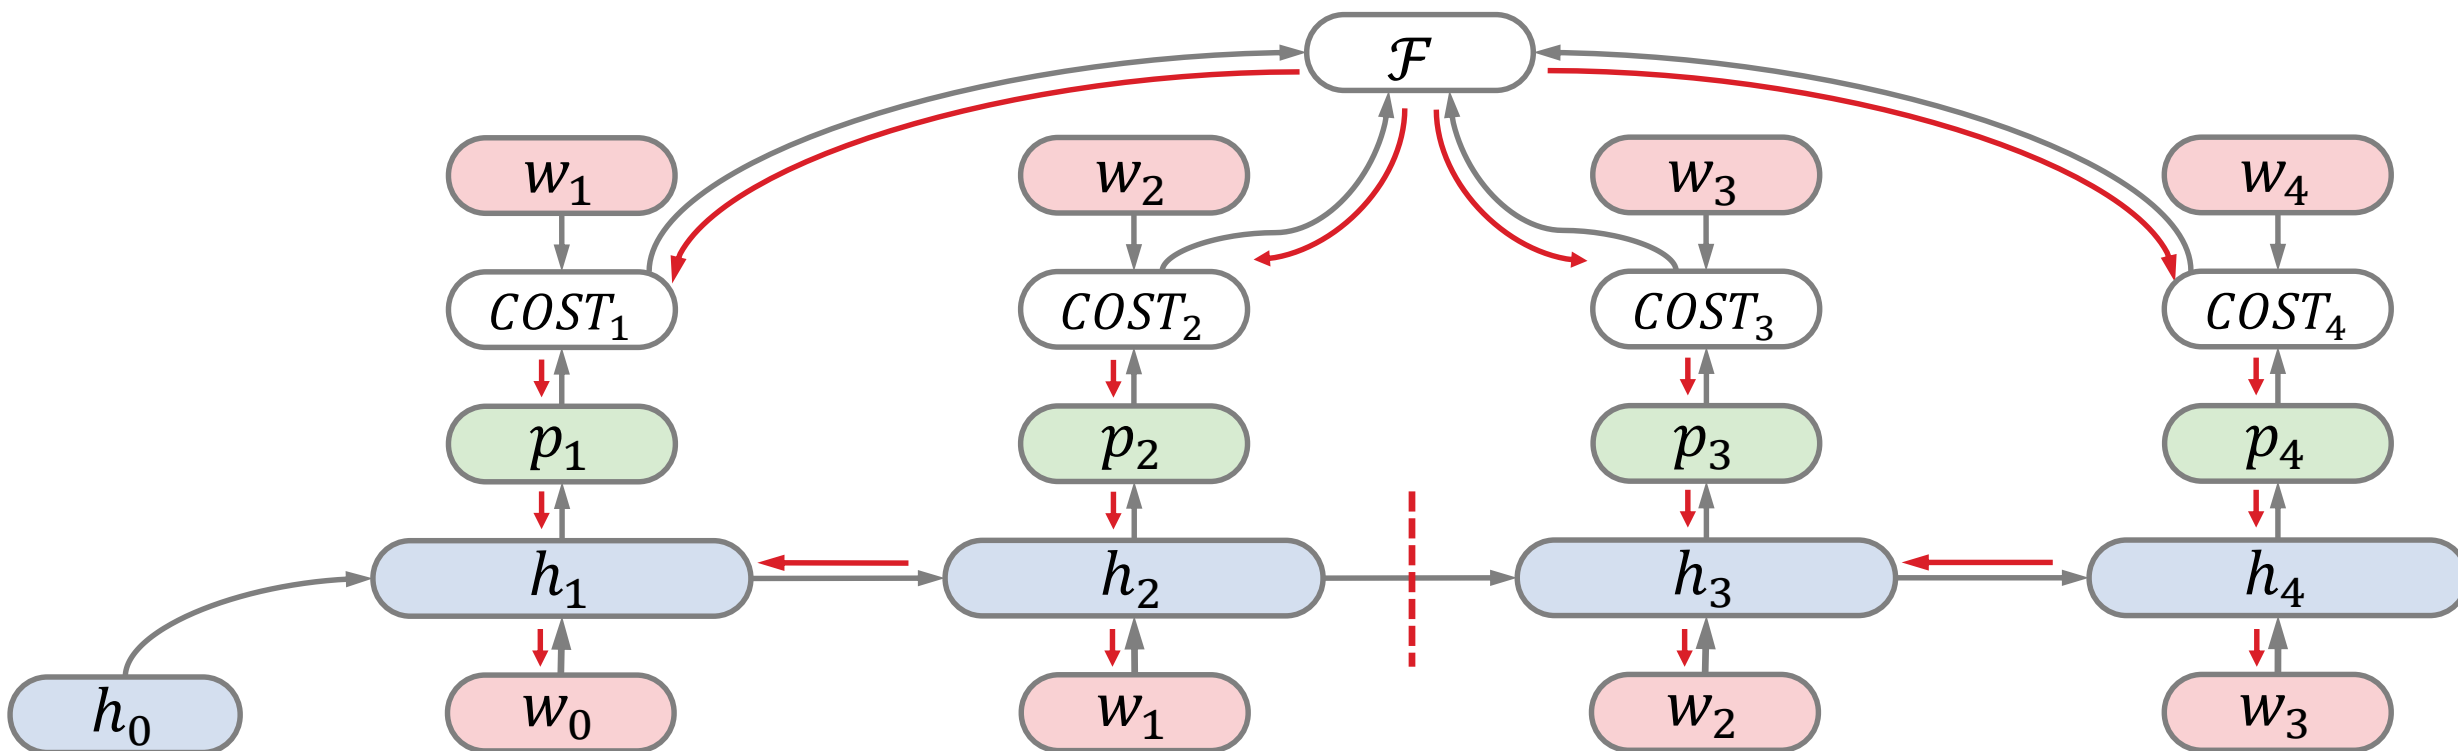 ℱ
w₁ w₂ w₃ w₄
COST₁ COST₂ COST₃ COST₄
p₁ p₂ p₃ p₄
h₁ h₂ h₃ h₄
h₀ w₀ w₁ w₂ w₃